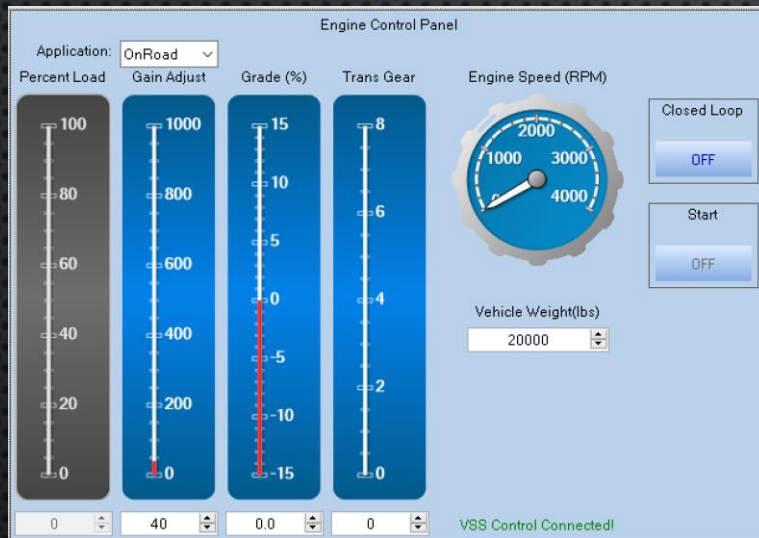 Engine Control Panel
Application: OnRoad
Percent Load Gain Adjust Grade (%) Trans Gear Engine Speed (RPM)
100 1000 15 8
80 800 10 6
60 600 5 4
40 400 0 2
20 200 -5 0
0 0 -10
-15
0 1000 2000 3000 4000
Closed Loop
OFF
Start
OFF
Vehicle Weight(lbs)
20000
0 40 0.0 0 VSS Control Connected!